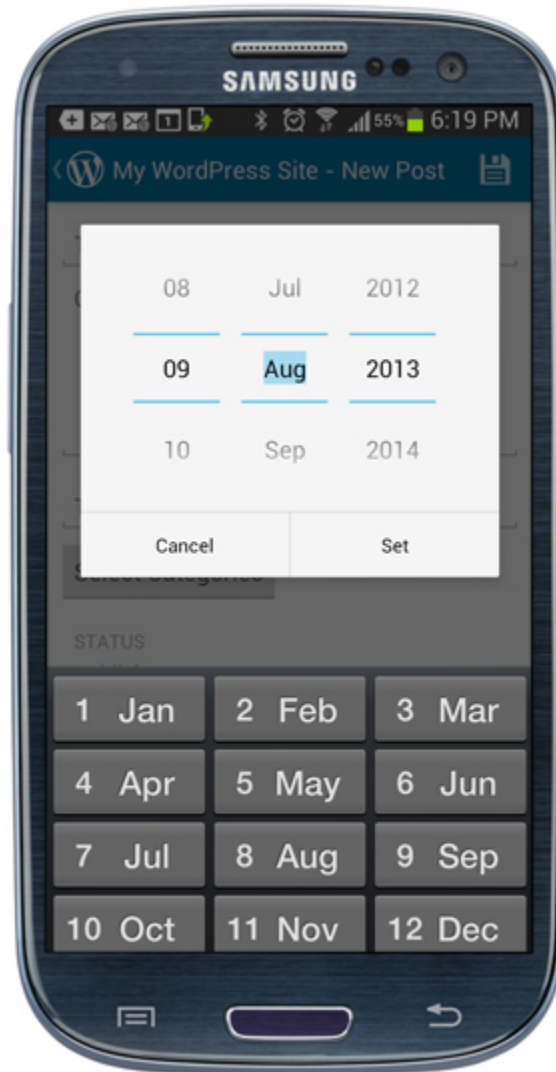 SAMSUNG
1 55% 6:19 PM
My WordPress Site - New Post
08 Jul 2012
09 Aug 2013
10 Sep 2014
Cancel Set
STATUS
1 Jan 2 Feb 3 Mar
4 Apr 5 May 6 Jun
7 Jul 8 Aug 9 Sep
10 Oct 11 Nov 12 Dec